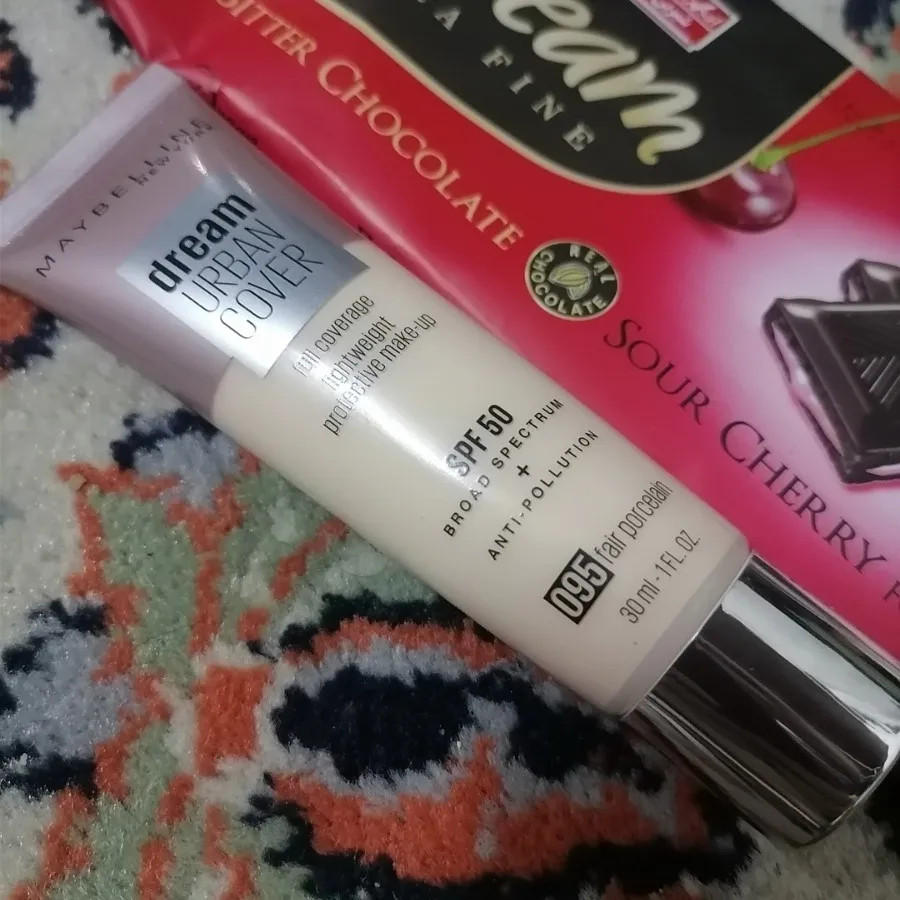 MAYBELLINE
NEW YORK
dream
URBAN
COVER
full coverage
lightweight
protective make-up
SPF 50
BROAD SPECTRUM
+
ANTI-POLLUTION
095 fair porcelain
30 ml - 1 FL. OZ.
eam
A FINE
BITTER CHOCOLATE
REAL
CHOCOLATE
SOUR CHERRY